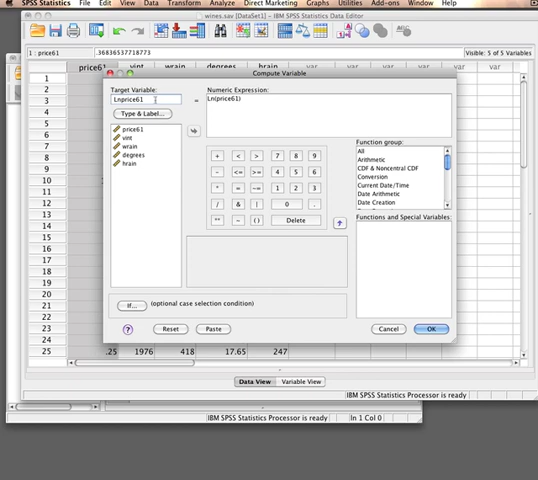 SPSS Statistics File Edit View Data Transform Analyze Direct Marketing Graphs Utilities Add-ons Window Help
wines.sav [DataSet1] - IBM SPSS Statistics Data Editor
1 : price61 .36836537718773 Visible: 5 of 5 Variables
price61 vint wrain degrees hrain var var var var
Compute Variable
Target Variable: Numeric Expression:
Lnprice61 = Ln(price61)
Type & Label...
price61
vint
wrain
degrees
hrain
+ < > 7 8 9
- <= >= 4 5 6
* = ~= 1 2 3
/ & | 0 .
** ~ () Delete
Function group:
All
Arithmetic
CDF & Noncentral CDF
Conversion
Current Date/Time
Date Arithmetic
Date Creation
Functions and Special Variables:
If... (optional case selection condition)
? Reset Paste Cancel OK
1
2
3
4
5
6
7
8
9
10
11
12
13
14
15
16
17
18
19
20
21
22
23
24
25 .25 1976 418 17.65 247
Data View Variable View
IBM SPSS Statistics Processor is ready
IBM SPSS Statistics Processor is ready In 1 Col 0